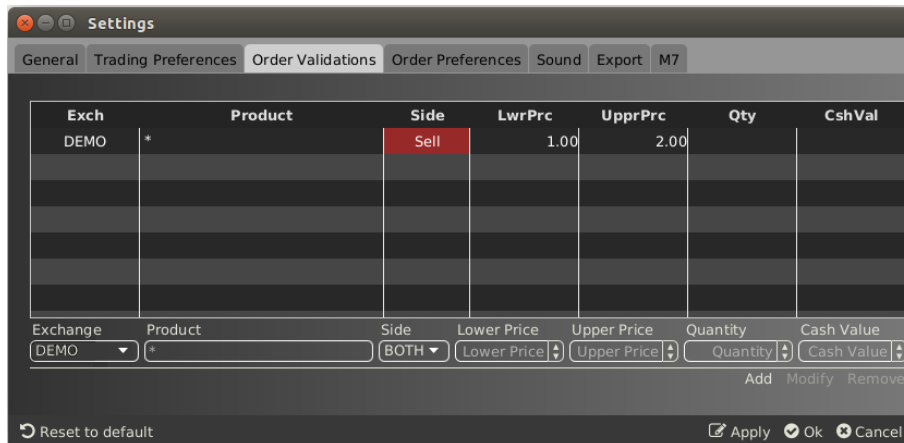 Settings
General Trading Preferences Order Validations Order Preferences Sound Export M7
Exch Product Side LwrPrc UpprPrc Qty CshVal
DEMO * Sell 1.00 2.00
Exchange Product Side Lower Price Upper Price Quantity Cash Value
DEMO * BOTH Lower Price Upper Price Quantity Cash Value
Add Modify Remove
Reset to default Apply Ok Cancel